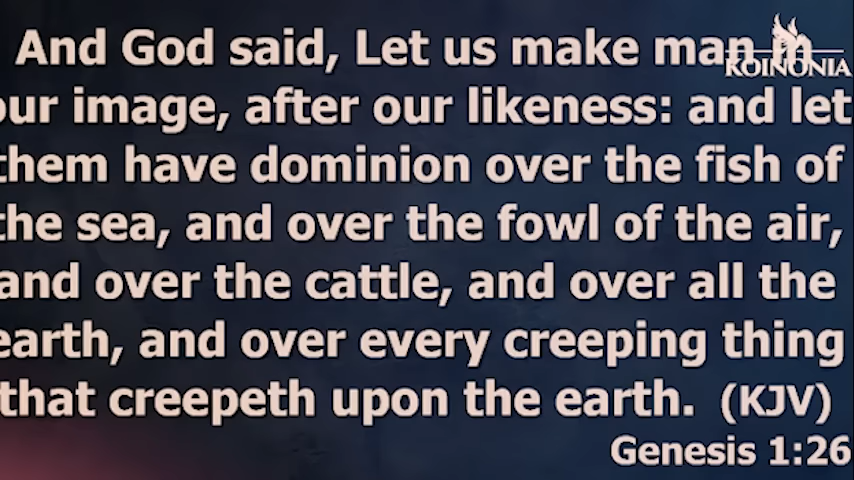 And God said, Let us make man in
our image, after our likeness: and let
them have dominion over the fish of
the sea, and over the fowl of the air,
and over the cattle, and over all the
earth, and over every creeping thing
that creepeth upon the earth. (KJV)
Genesis 1:26
KOINONIA